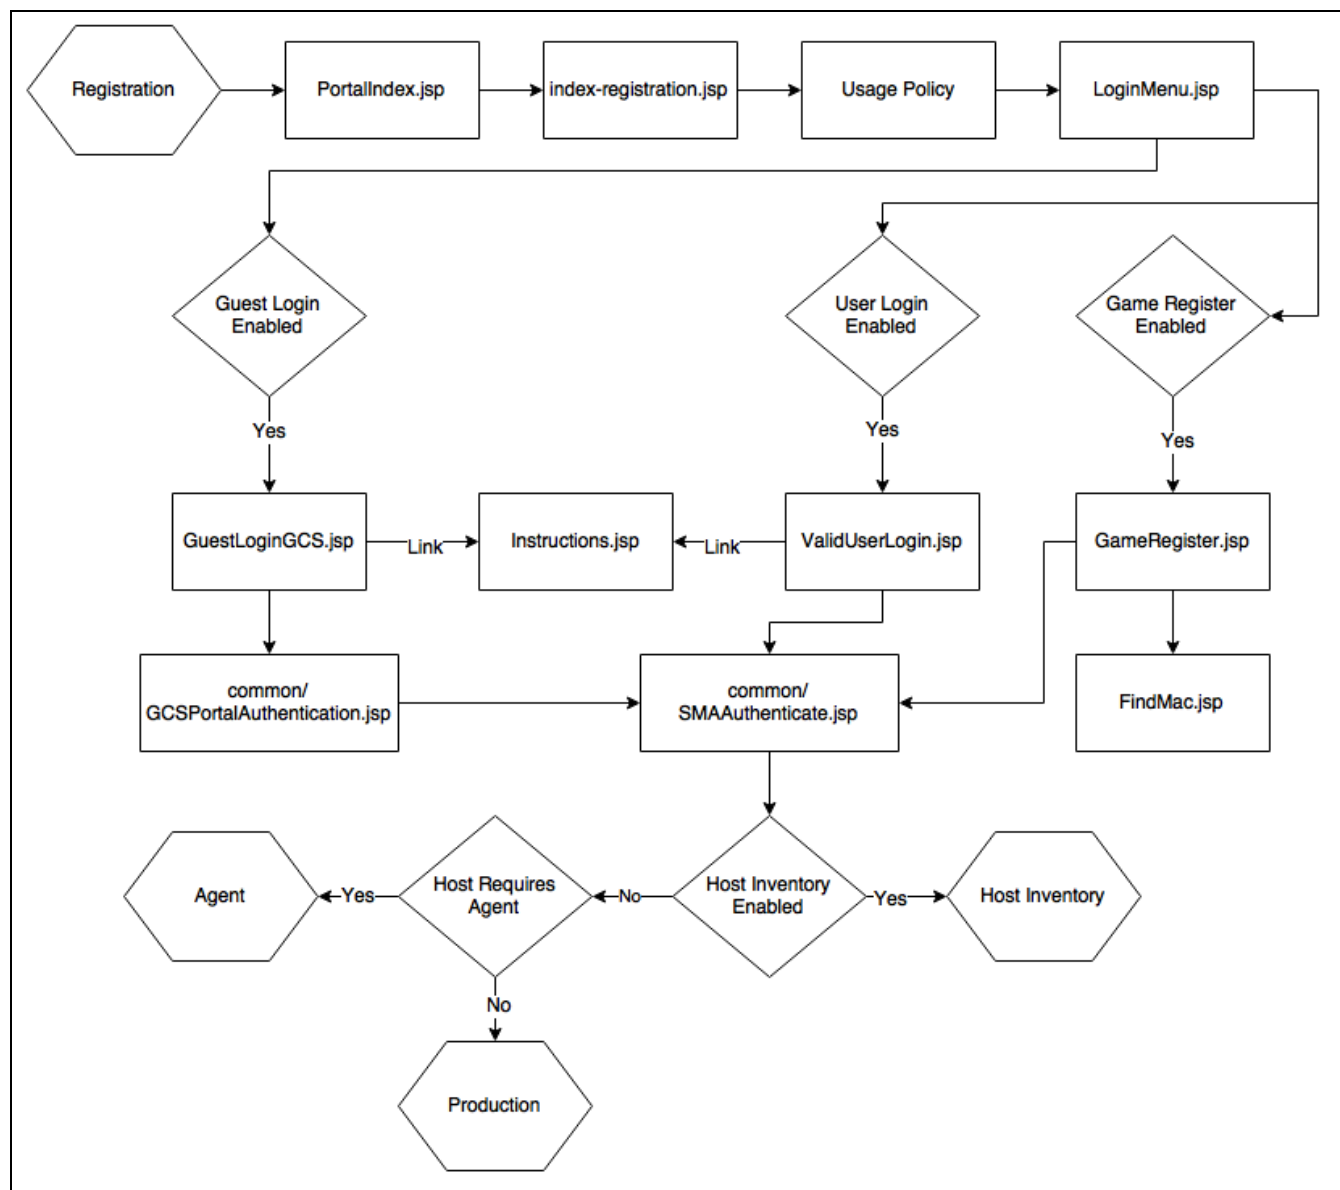 Registration
PortalIndex.jsp
index-registration.jsp
Usage Policy
LoginMenu.jsp
Guest Login
Enabled
User Login
Enabled
Game Register
Enabled
Yes
Yes
Yes
GuestLoginGCS.jsp
Link
Instructions.jsp
Link
ValidUserLogin.jsp
GameRegister.jsp
common/
GCSPortalAuthentication.jsp
common/
SMAAuthenticate.jsp
FindMac.jsp
Agent
Yes
Host Requires
Agent
No
Host Inventory
Enabled
Yes
Host Inventory
No
Production